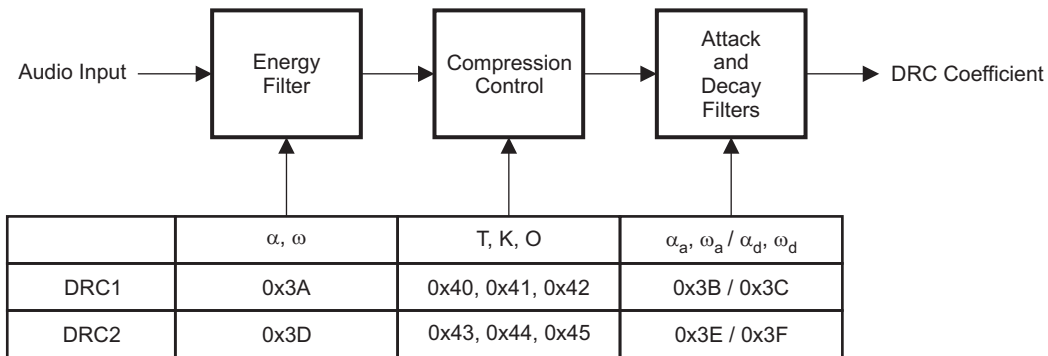 Audio Input
Energy
Filter
Compression
Control
Attack
and
Decay
Filters
DRC Coefficient
α, ω
T, K, O
αa, ωa / αd, ωd
DRC1
0x3A
0x40, 0x41, 0x42
0x3B / 0x3C
DRC2
0x3D
0x43, 0x44, 0x45
0x3E / 0x3F